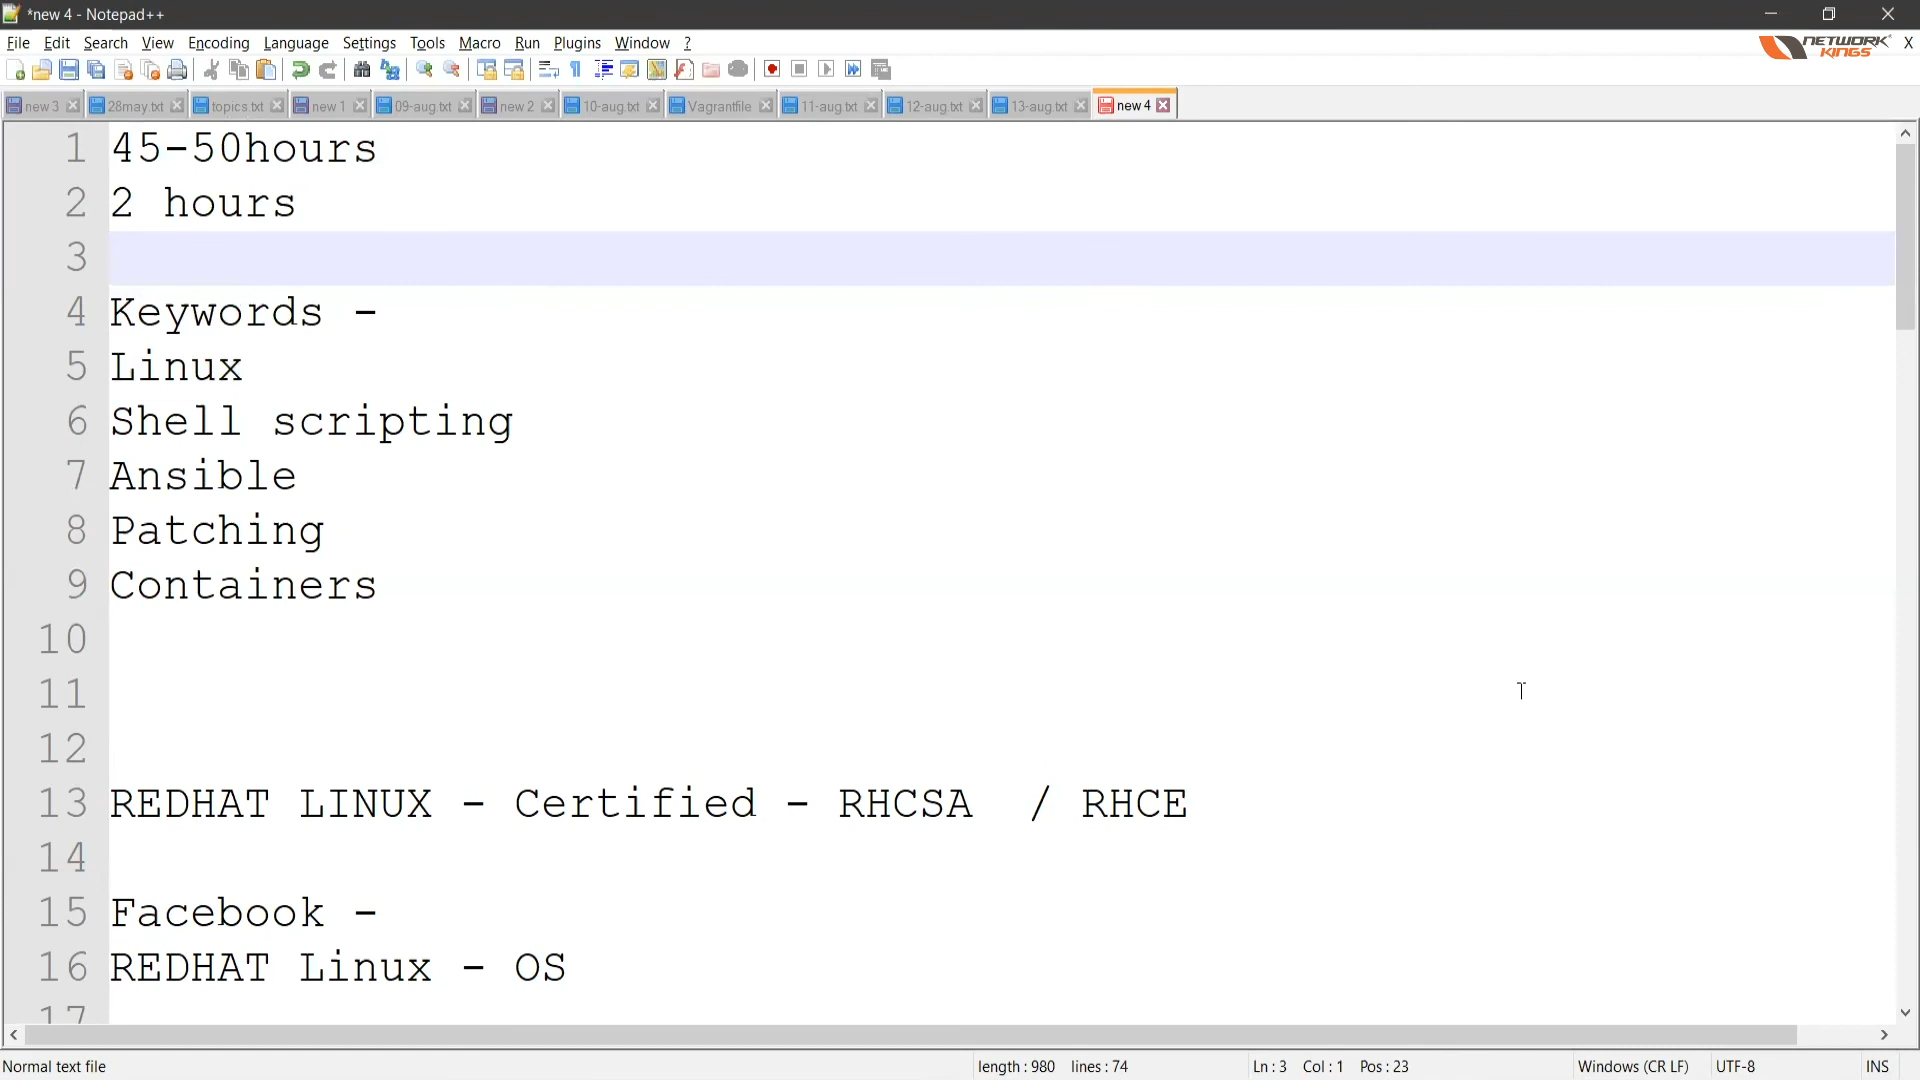 *new 4 - Notepad++
File Edit Search View Encoding Language Settings Tools Macro Run Plugins Window ? X
NETWORK KINGS
new 3 28may.txt topics.txt new 1 09-aug.txt new 2 10-aug.txt Vagrantfile 11-aug.txt 12-aug.txt 13-aug.txt new 4
1 45-50hours
2 2 hours
3
4 Keywords -
5 Linux
6 Shell scripting
7 Ansible
8 Patching
9 Containers
10
11
12
13 REDHAT LINUX - Certified - RHCSA  / RHCE
14
15 Facebook -
16 REDHAT Linux - OS
17
Normal text file length : 980 lines : 74 Ln : 3 Col : 1 Pos : 23 Windows (CR LF) UTF-8 INS